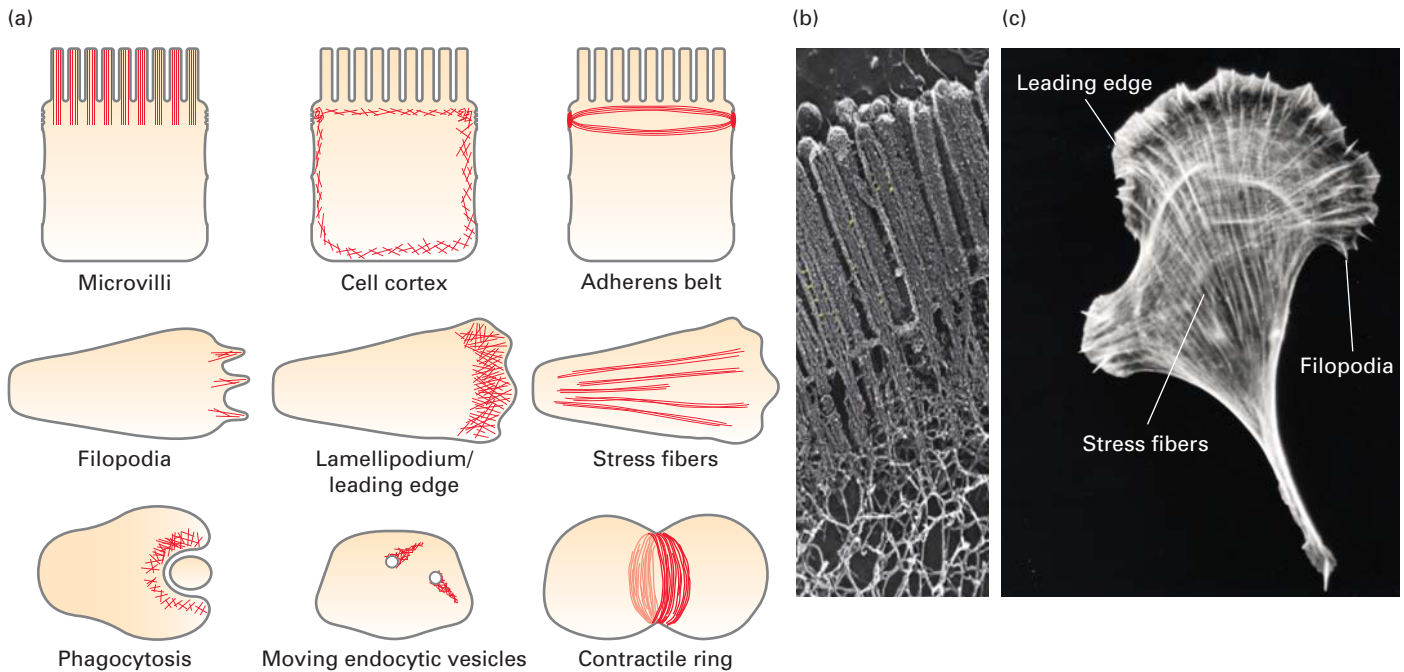 (a)
(b)
(c)
Microvilli
Cell cortex
Adherens belt
Filopodia
Lamellipodium/
leading edge
Stress fibers
Phagocytosis
Moving endocytic vesicles
Contractile ring
Leading edge
Filopodia
Stress fibers